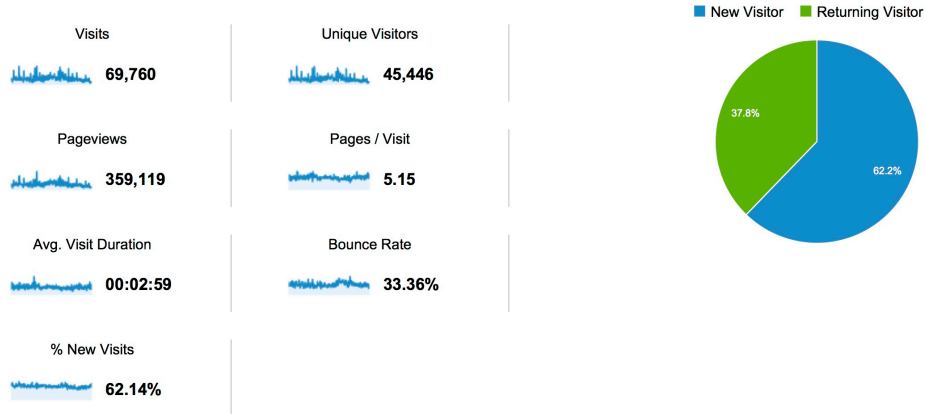 New Visitor Returning Visitor
Visits Unique Visitors
69,760 45,446
Pageviews Pages / Visit
359,119 5.15
37.8%
62.2%
Avg. Visit Duration Bounce Rate
00:02:59 33.36%
% New Visits
62.14%